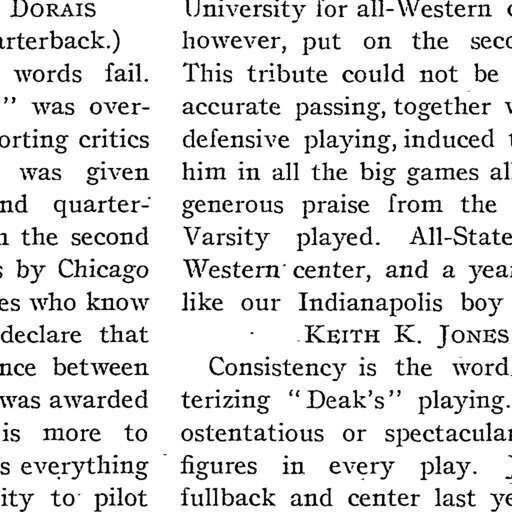 DORAIS
arterback.)
words fail.
" was over-
orting critics
was given
nd quarter-
the second
by Chicago
es who know
declare that
nce between
was awarded
is more to
s everything
ity to pilot
University for all-Western
however, put on the seco
This tribute could not be
accurate passing, together
defensive playing, induced
him in all the big games al
generous praise from the
Varsity played. All-State
Western center, and a yea
like our Indianapolis boy
KEITH K. JONES
Consistency is the word,
terizing "Deak's" playing.
ostentatious or spectacular
figures in every play.
fullback and center last ye